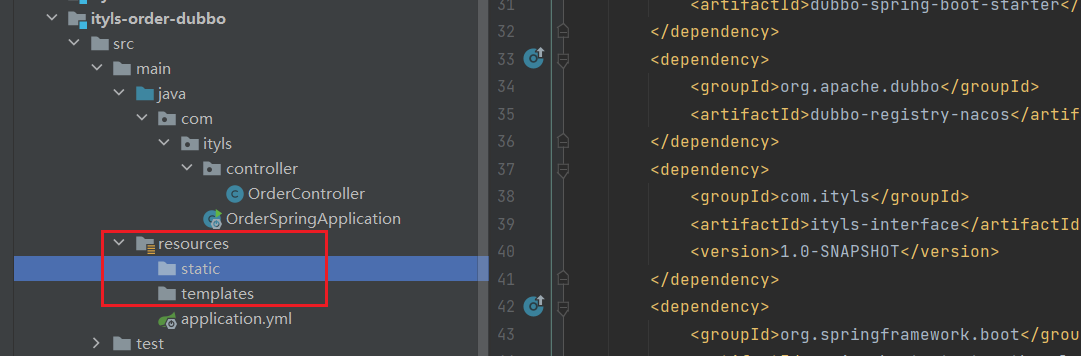 ityls-order-dubbo
src
main
java
com
ityls
controller
OrderController
OrderSpringApplication
resources
static
templates
application.yml
test
31 <artifactId>dubbo-spring-boot-starter</
32 </dependency>
33 <dependency>
34 <groupId>org.apache.dubbo</groupId>
35 <artifactId>dubbo-registry-nacos</artif
36 </dependency>
37 <dependency>
38 <groupId>com.ityls</groupId>
39 <artifactId>ityls-interface</artifactId
40 <version>1.0-SNAPSHOT</version>
41 </dependency>
42 <dependency>
43 <groupId>org.springframework.boot</grou